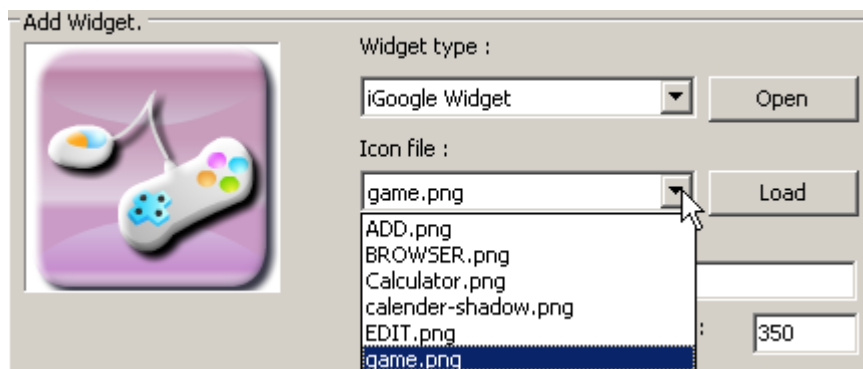 Add Widget.
Widget type :
iGoogle Widget
Open
Icon file :
game.png
Load
ADD.png
BROWSER.png
Calculator.png
calender-shadow.png
EDIT.png
: 350
game.png